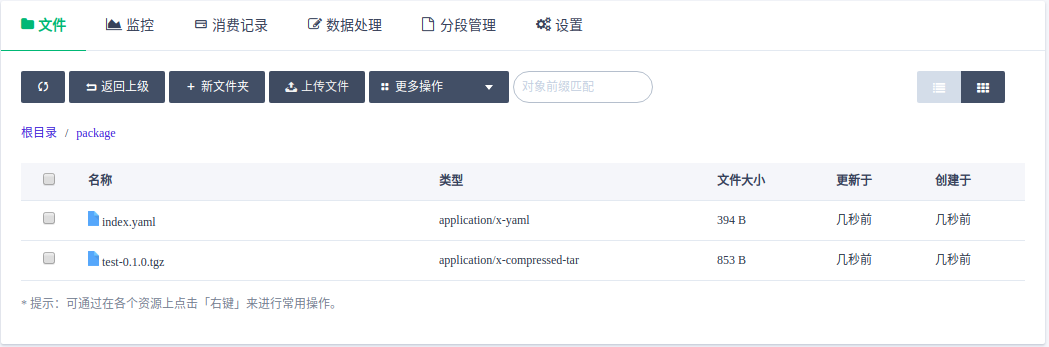 文件 监控 消费记录 数据处理 分段管理 设置
返回上级 + 新文件夹 上传文件 更多操作 对象前缀匹配
根目录 / package
名称 类型 文件大小 更新于 创建于
index.yaml application/x-yaml 394 B 几秒前 几秒前
test-0.1.0.tgz application/x-compressed-tar 853 B 几秒前 几秒前
* 提示：可通过在各个资源上点击「右键」来进行常用操作。